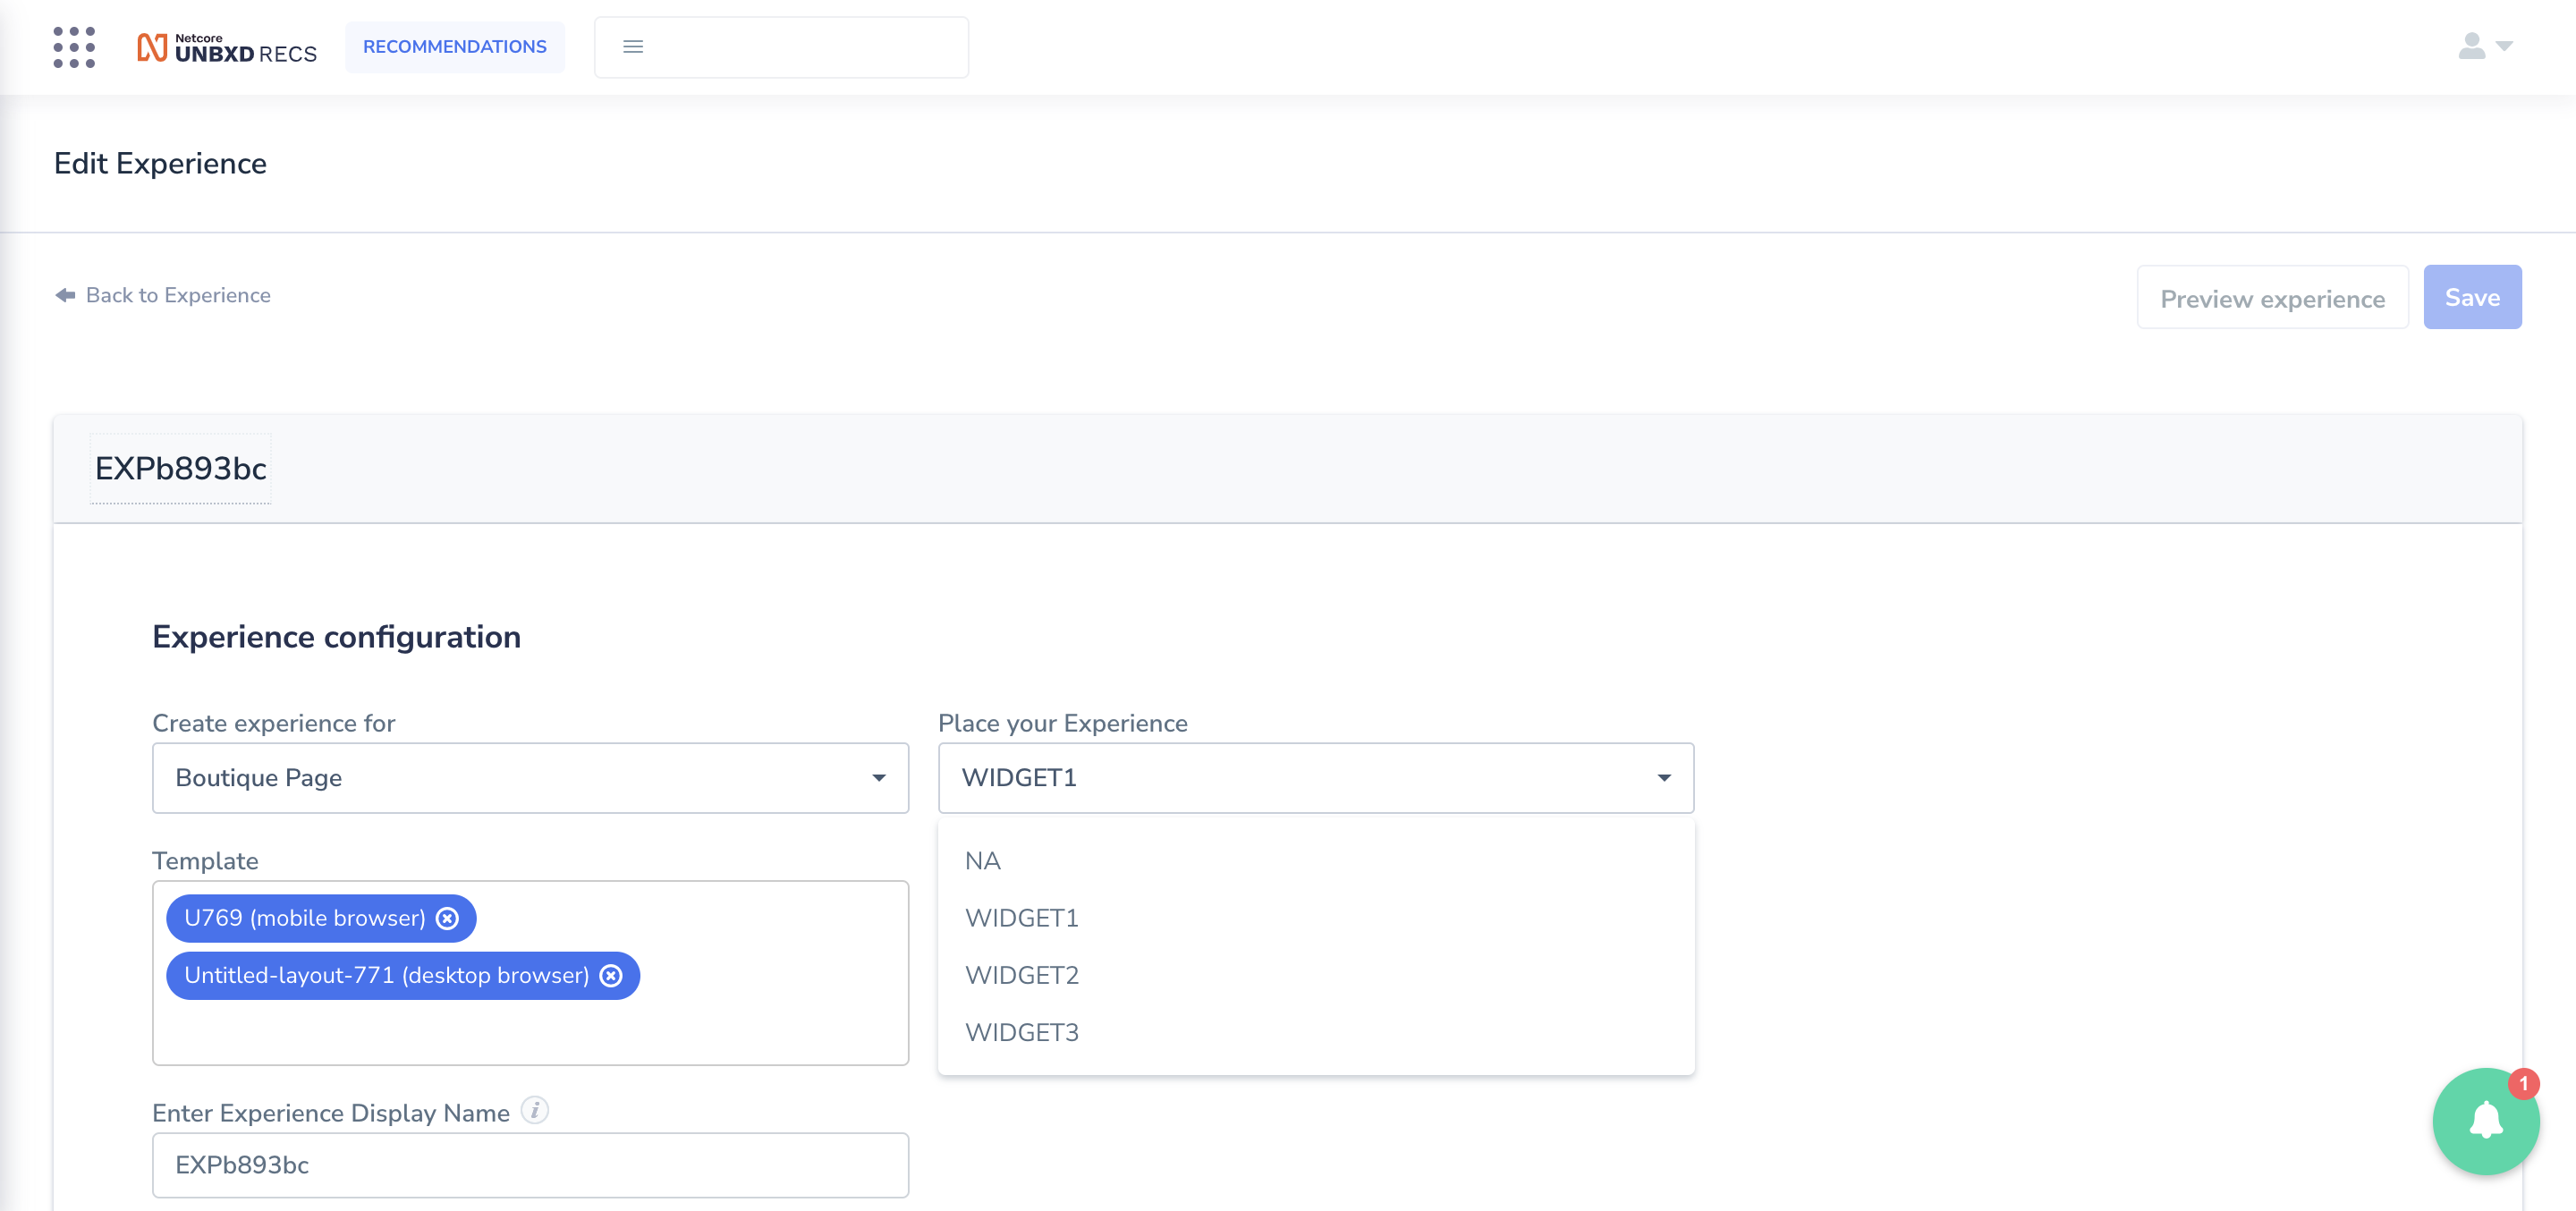 Netcore
UNBXD RECS
RECOMMENDATIONS
Edit Experience
Back to Experience
Preview experience
Save
EXPb893bc
Experience configuration
Create experience for
Place your Experience
Boutique Page
WIDGET1
NA
WIDGET1
WIDGET2
WIDGET3
Template
U769 (mobile browser)
Untitled-layout-771 (desktop browser)
Enter Experience Display Name i
EXPb893bc
1